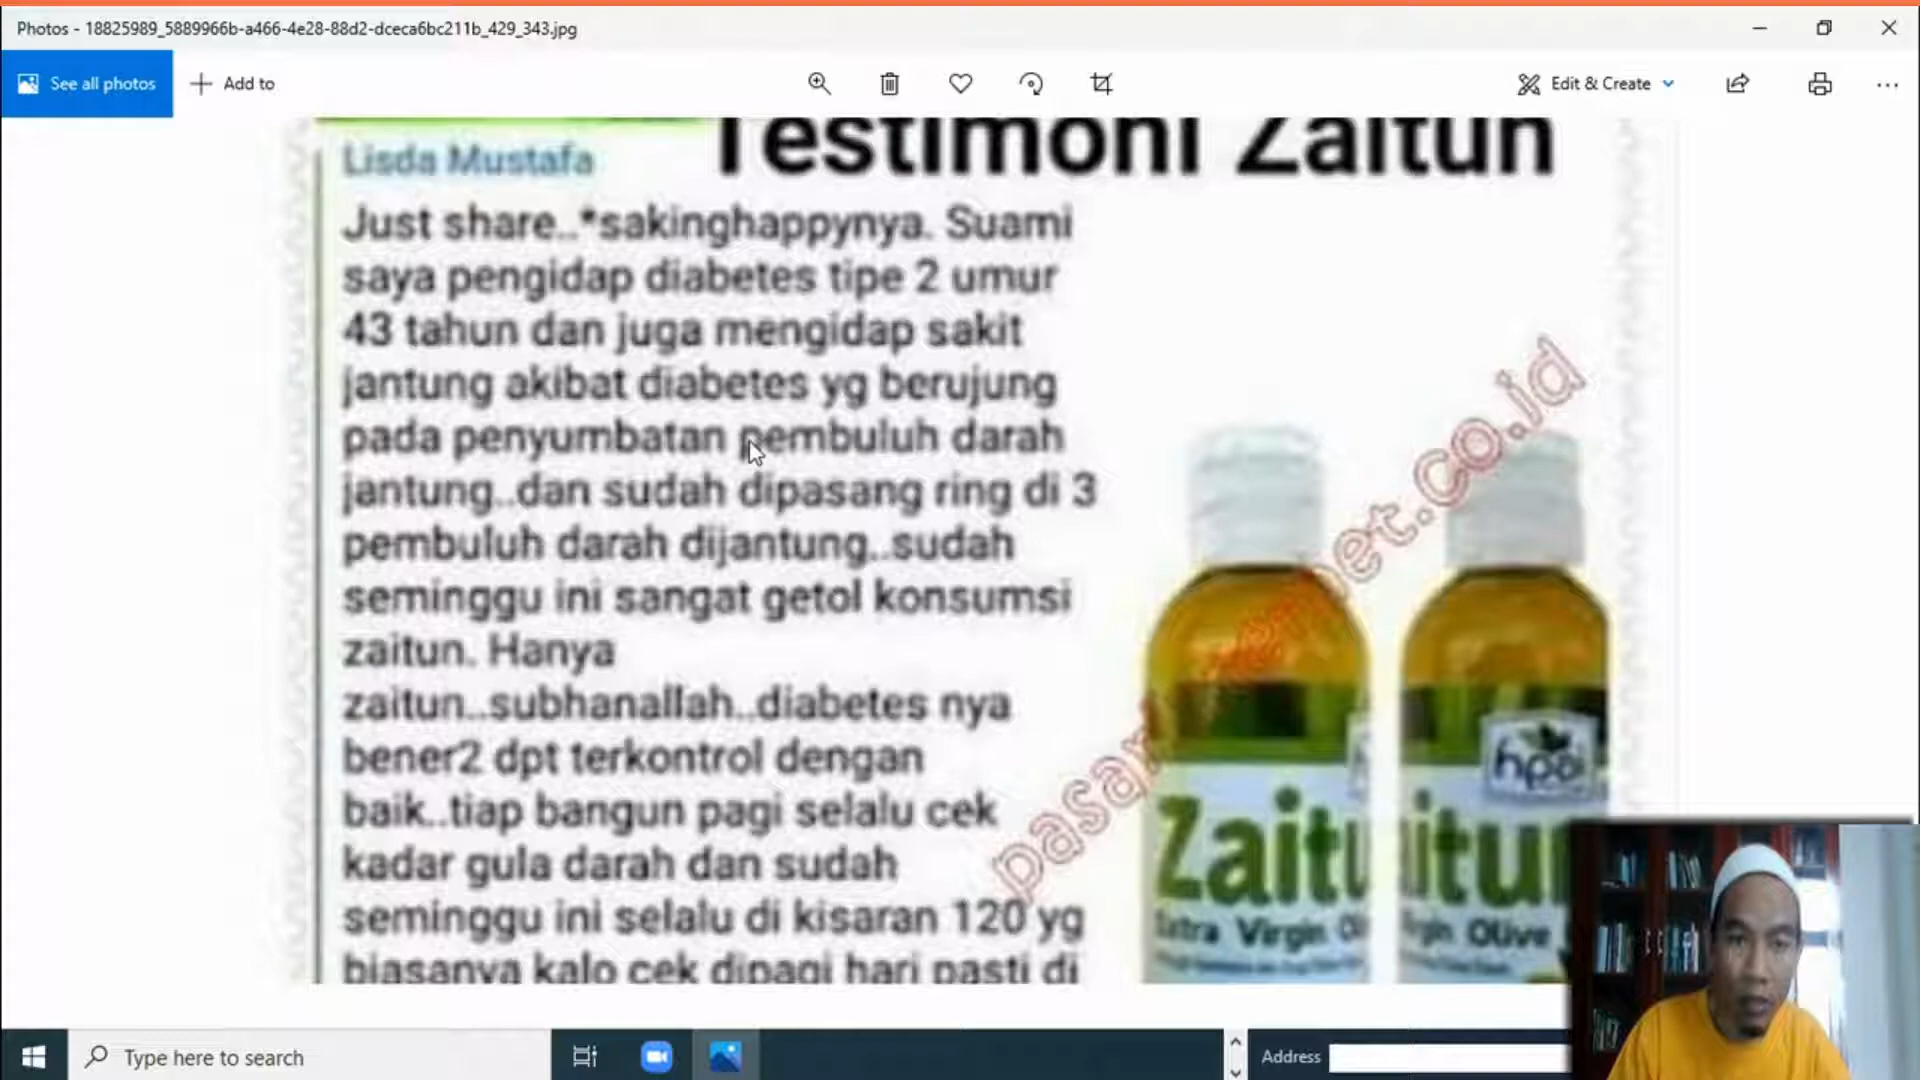 Photos - 18825989_5889966b-a466-4e28-88d2-dceca6bc211b_429_343.jpg
See all photos
Add to
Edit & Create
Testimoni Zaitun
Lisda Mustafa
Just share..*sakinghappynya. Suami
saya pengidap diabetes tipe 2 umur
43 tahun dan juga mengidap sakit
jantung akibat diabetes yg berujung
pada penyumbatan pembuluh darah
jantung..dan sudah dipasang ring di 3
pembuluh darah dijantung..sudah
seminggu ini sangat getol konsumsi
zaitun. Hanya
zaitun..subhanallah..diabetes nya
bener2 dpt terkontrol dengan
baik..tiap bangun pagi selalu cek
kadar gula darah dan sudah
seminggu ini selalu di kisaran 120 yg
biasanya kalo cek dipagi hari pasti di
hpai
Zaitu
itun
Extra Virgin Ol
irgin Olive
Type here to search
Address